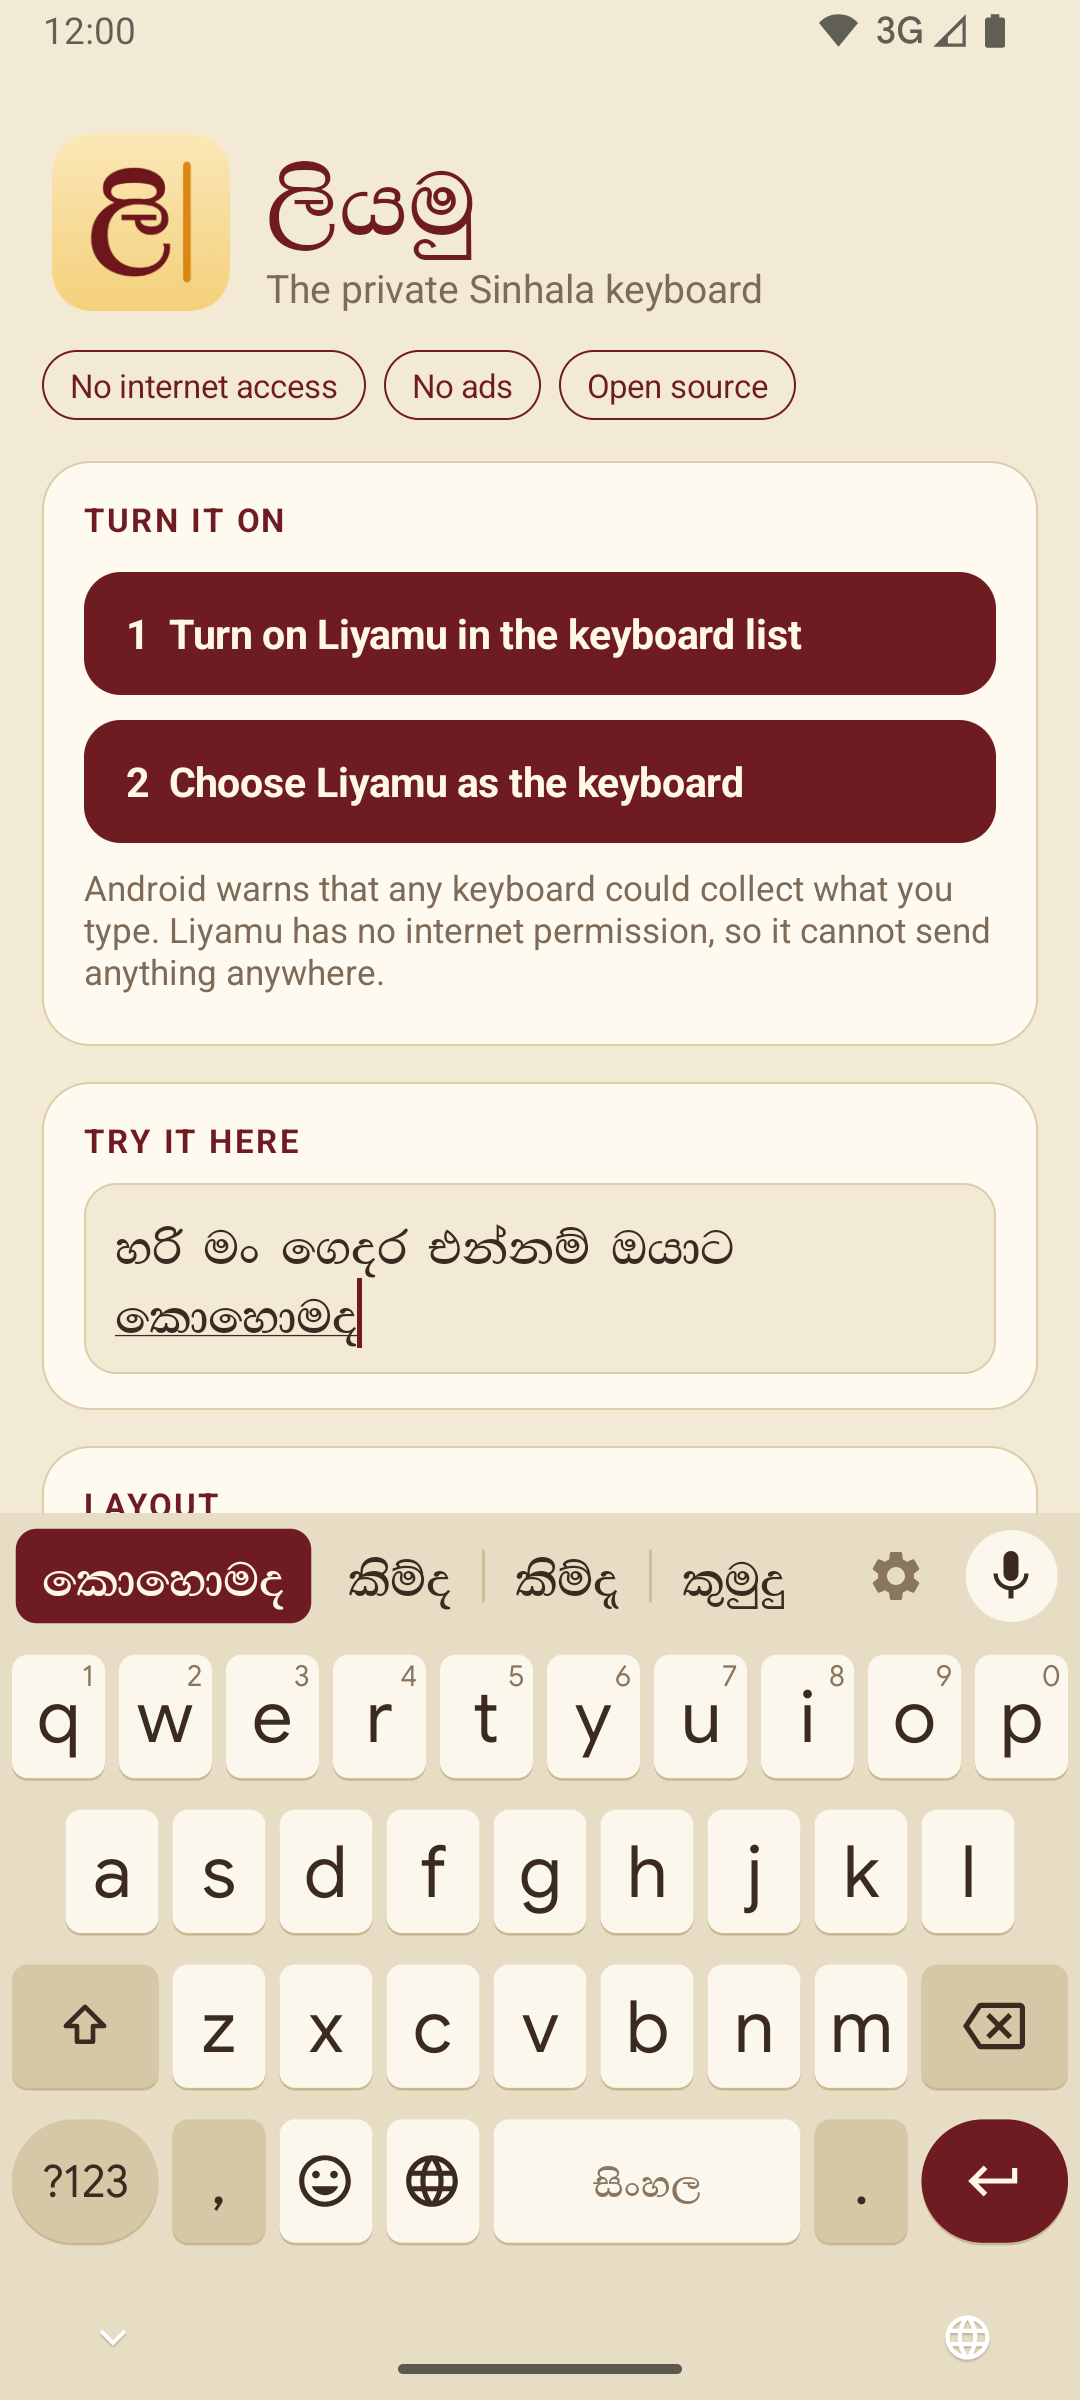 12:00 3G
ලි
ලියමු
The private Sinhala keyboard
No internet access No ads Open source
TURN IT ON
1 Turn on Liyamu in the keyboard list
2 Choose Liyamu as the keyboard
Android warns that any keyboard could collect what you
type. Liyamu has no internet permission, so it cannot send
anything anywhere.
TRY IT HERE
හරි මං ගෙදර එන්නම් ඔයාට
කොහොමද
LAYOUT
කොහොමද කිම්ද කිම්දැ කුමුදු
1 2 3 4 5 6 7 8 9 0
q w e r t y u i o p
a s d f g h j k l
z x c v b n m
?123 , සිංහල .